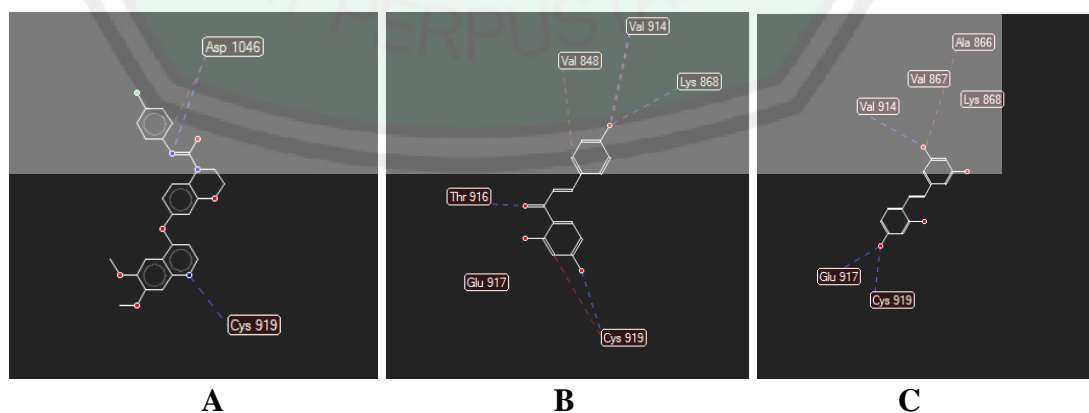 PERPUSTA
Asp 1046
Cys 919
Val 914
Val 848
Lys 868
Thr 916
Glu 917
Cys 919
Ala 866
Val 867
Lys 868
Val 914
Glu 917
Cys 919
A B C